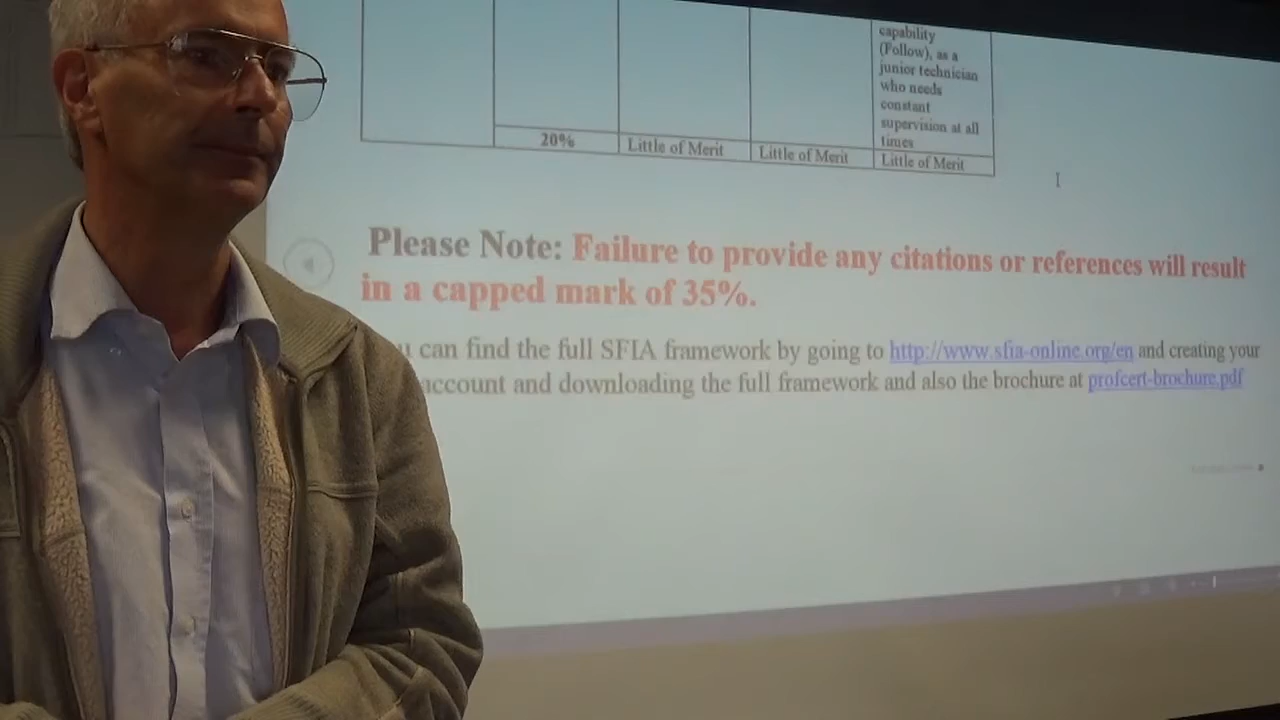 capability
(Follow), as a
junior technician
who needs
constant
supervision at all
times
20% Little of Merit Little of Merit Little of Merit
Please Note: Failure to provide any citations or references will result
in a capped mark of 35%.
can find the full SFIA framework by going to http://www.sfia-online.org/en and creating your
account and downloading the full framework and also the brochure at profcert-brochure.pdf